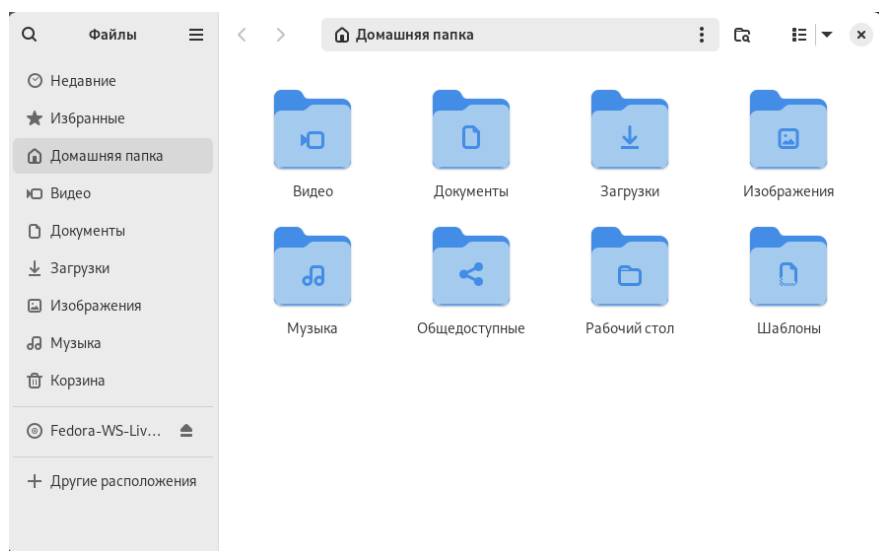 Файлы
Домашняя папка
Недавние
Избранные
Домашняя папка
Видео
Документы
Загрузки
Изображения
Музыка
Корзина
Fedora-WS-Liv...
Другие расположения
Видео
Документы
Загрузки
Изображения
Музыка
Общедоступные
Рабочий стол
Шаблоны